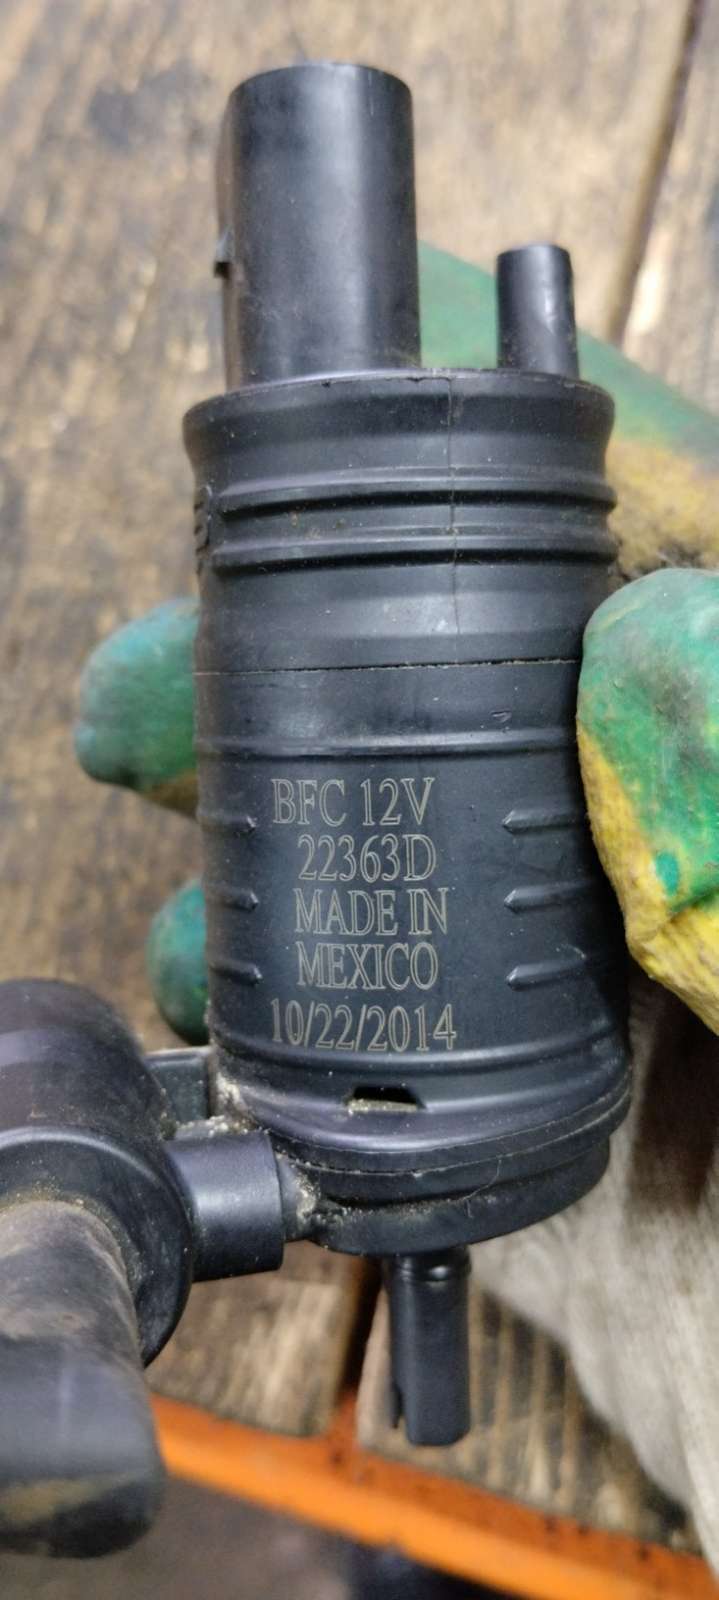 BFC 12V
22363D
MADE IN
MEXICO
10/22/2014